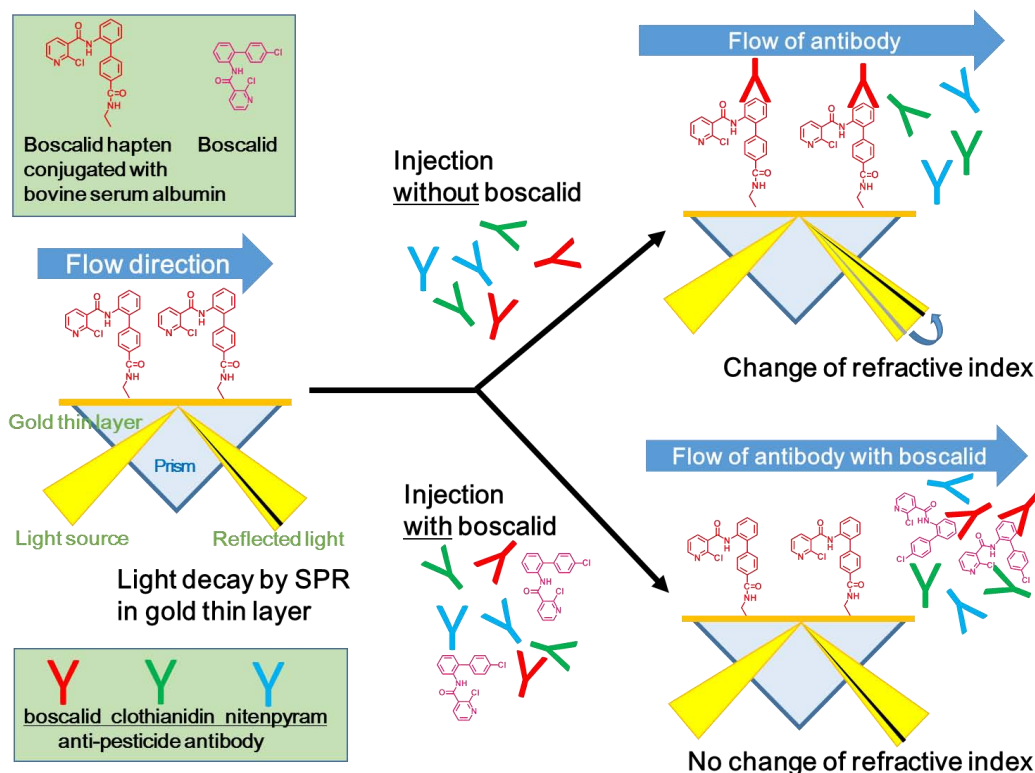 Boscalid hapten
conjugated with
bovine serum albumin
Boscalid
Flow direction
Gold thin layer
Prism
Light source
Reflected light
Light decay by SPR
in gold thin layer
boscalid clothianidin nitenpyram
anti-pesticide antibody
Injection
without boscalid
Injection
with boscalid
Flow of antibody
Change of refractive index
Flow of antibody with boscalid
No change of refractive index